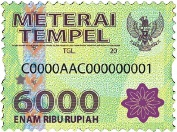 METERAI
TEMPEL
TGL 20
C0000AAC000000001
6000
ENAM RIBU RUPIAH